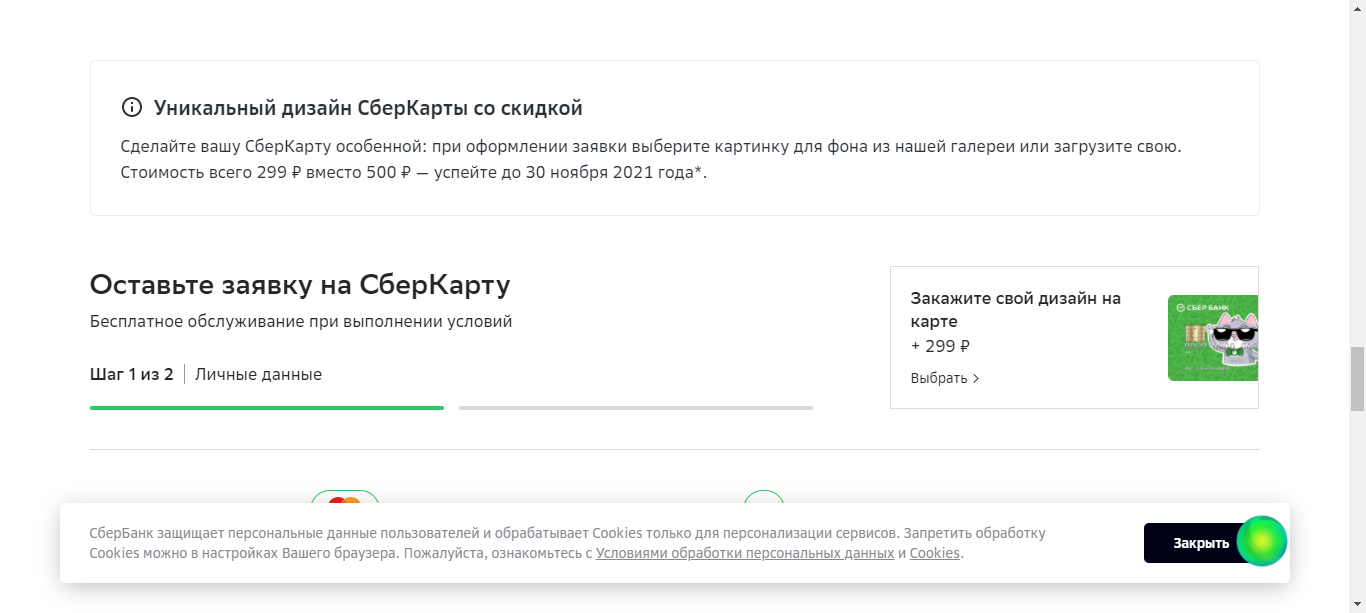 Уникальный дизайн СберКарты со скидкой
Сделайте вашу СберКарту особенной: при оформлении заявки выберите картинку для фона из нашей галереи или загрузите свою.
Стоимость всего 299 ₽ вместо 500 ₽ — успейте до 30 ноября 2021 года*.
Оставьте заявку на СберКарту
Бесплатное обслуживание при выполнении условий
Шаг 1 из 2 | Личные данные
Закажите свой дизайн на
карте
+ 299 ₽
Выбрать >
СБЕР БАНК
СберБанк защищает персональные данные пользователей и обрабатывает Cookies только для персонализации сервисов. Запретить обработку
Cookies можно в настройках Вашего браузера. Пожалуйста, ознакомьтесь с Условиями обработки персональных данных и Cookies.
Закрыть